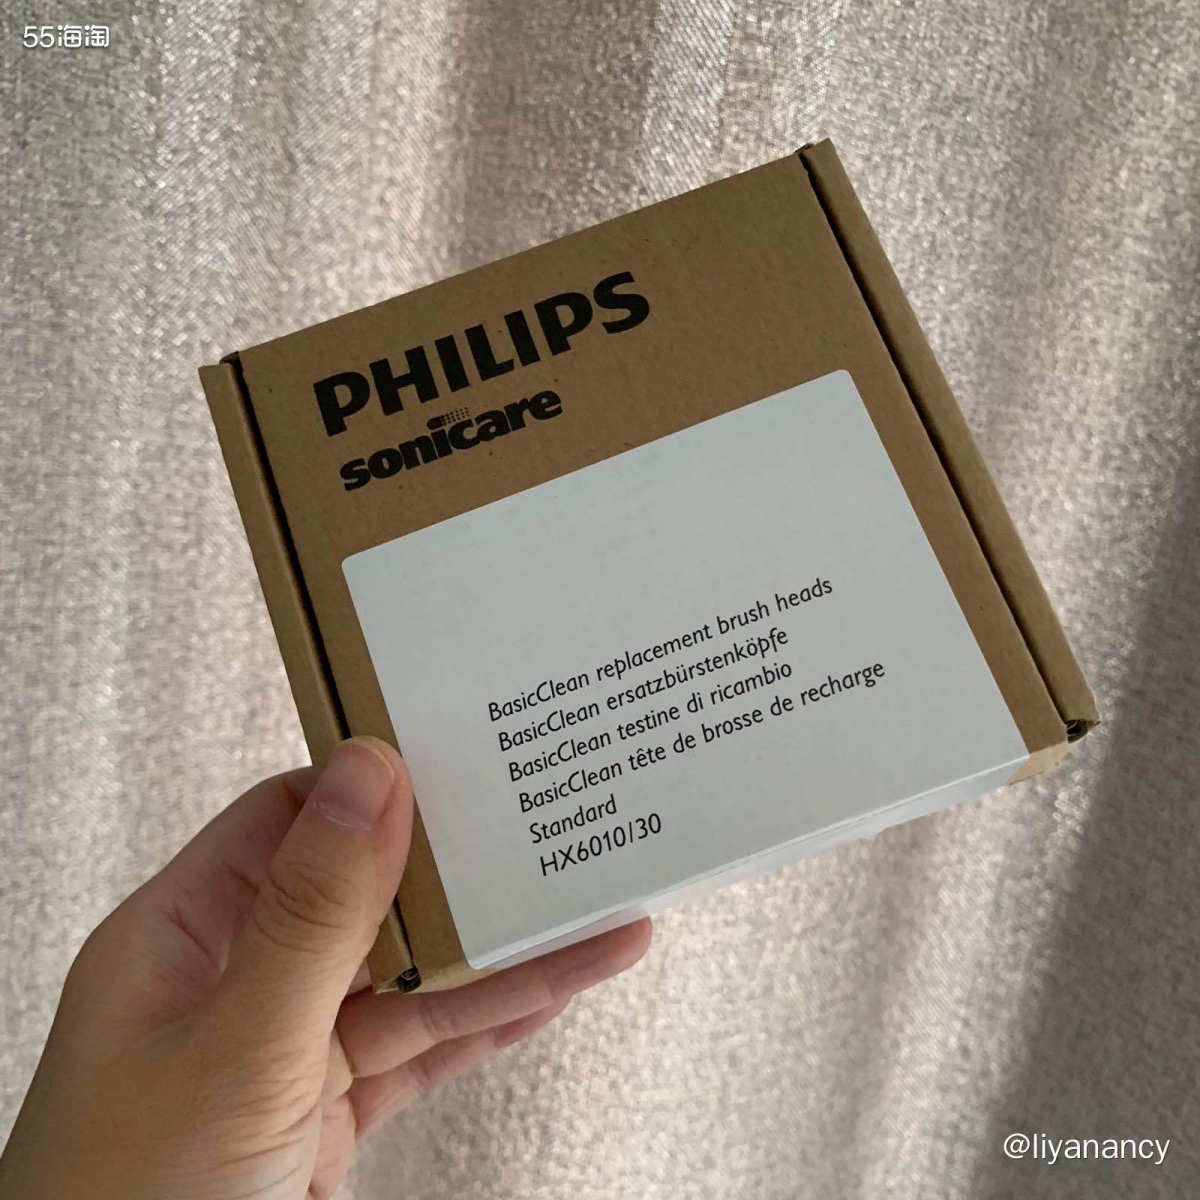 55海淘
PHILIPS
sonicare
BasicClean replacement brush heads
BasicClean ersatzbürstenköpfe
BasicClean testine di ricambio
BasicClean tête de brosse de recharge
Standard
HX6010/30
@liyanancy